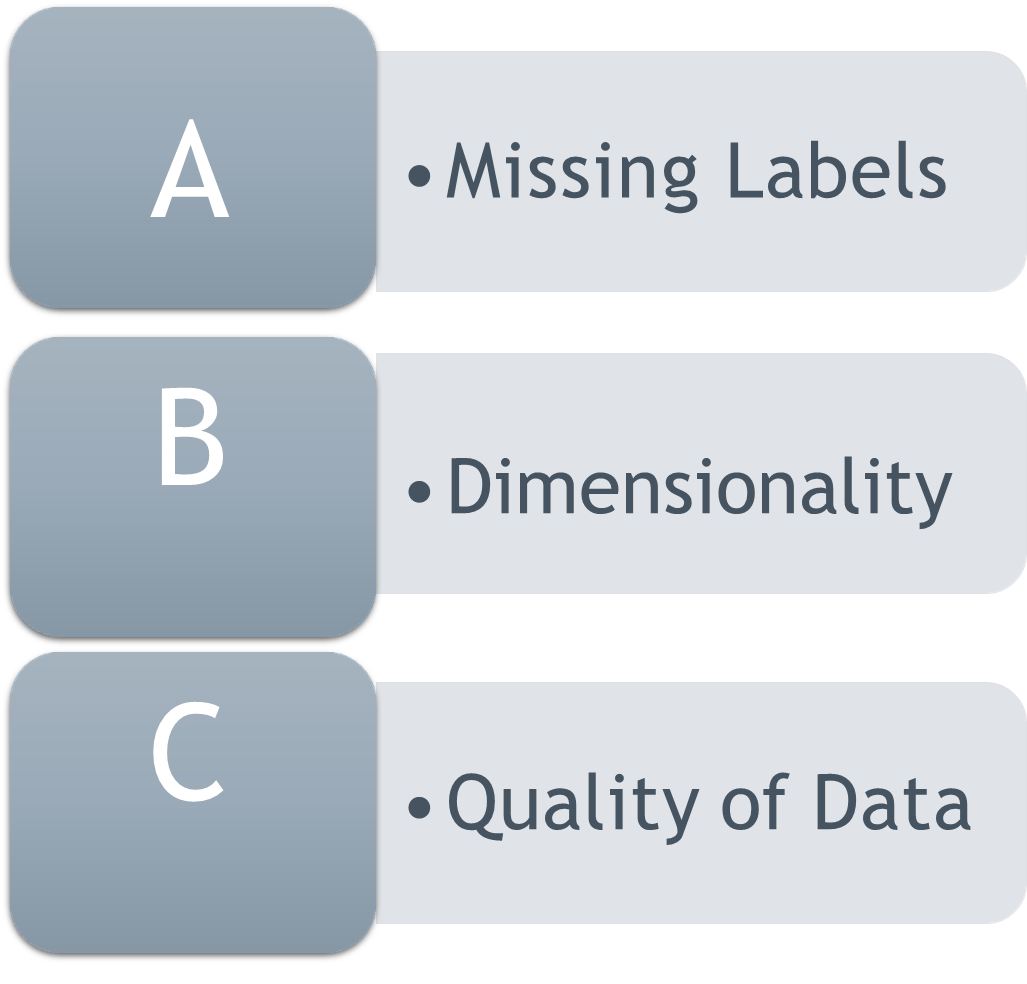 A
• Missing Labels
B
• Dimensionality
C
• Quality of Data